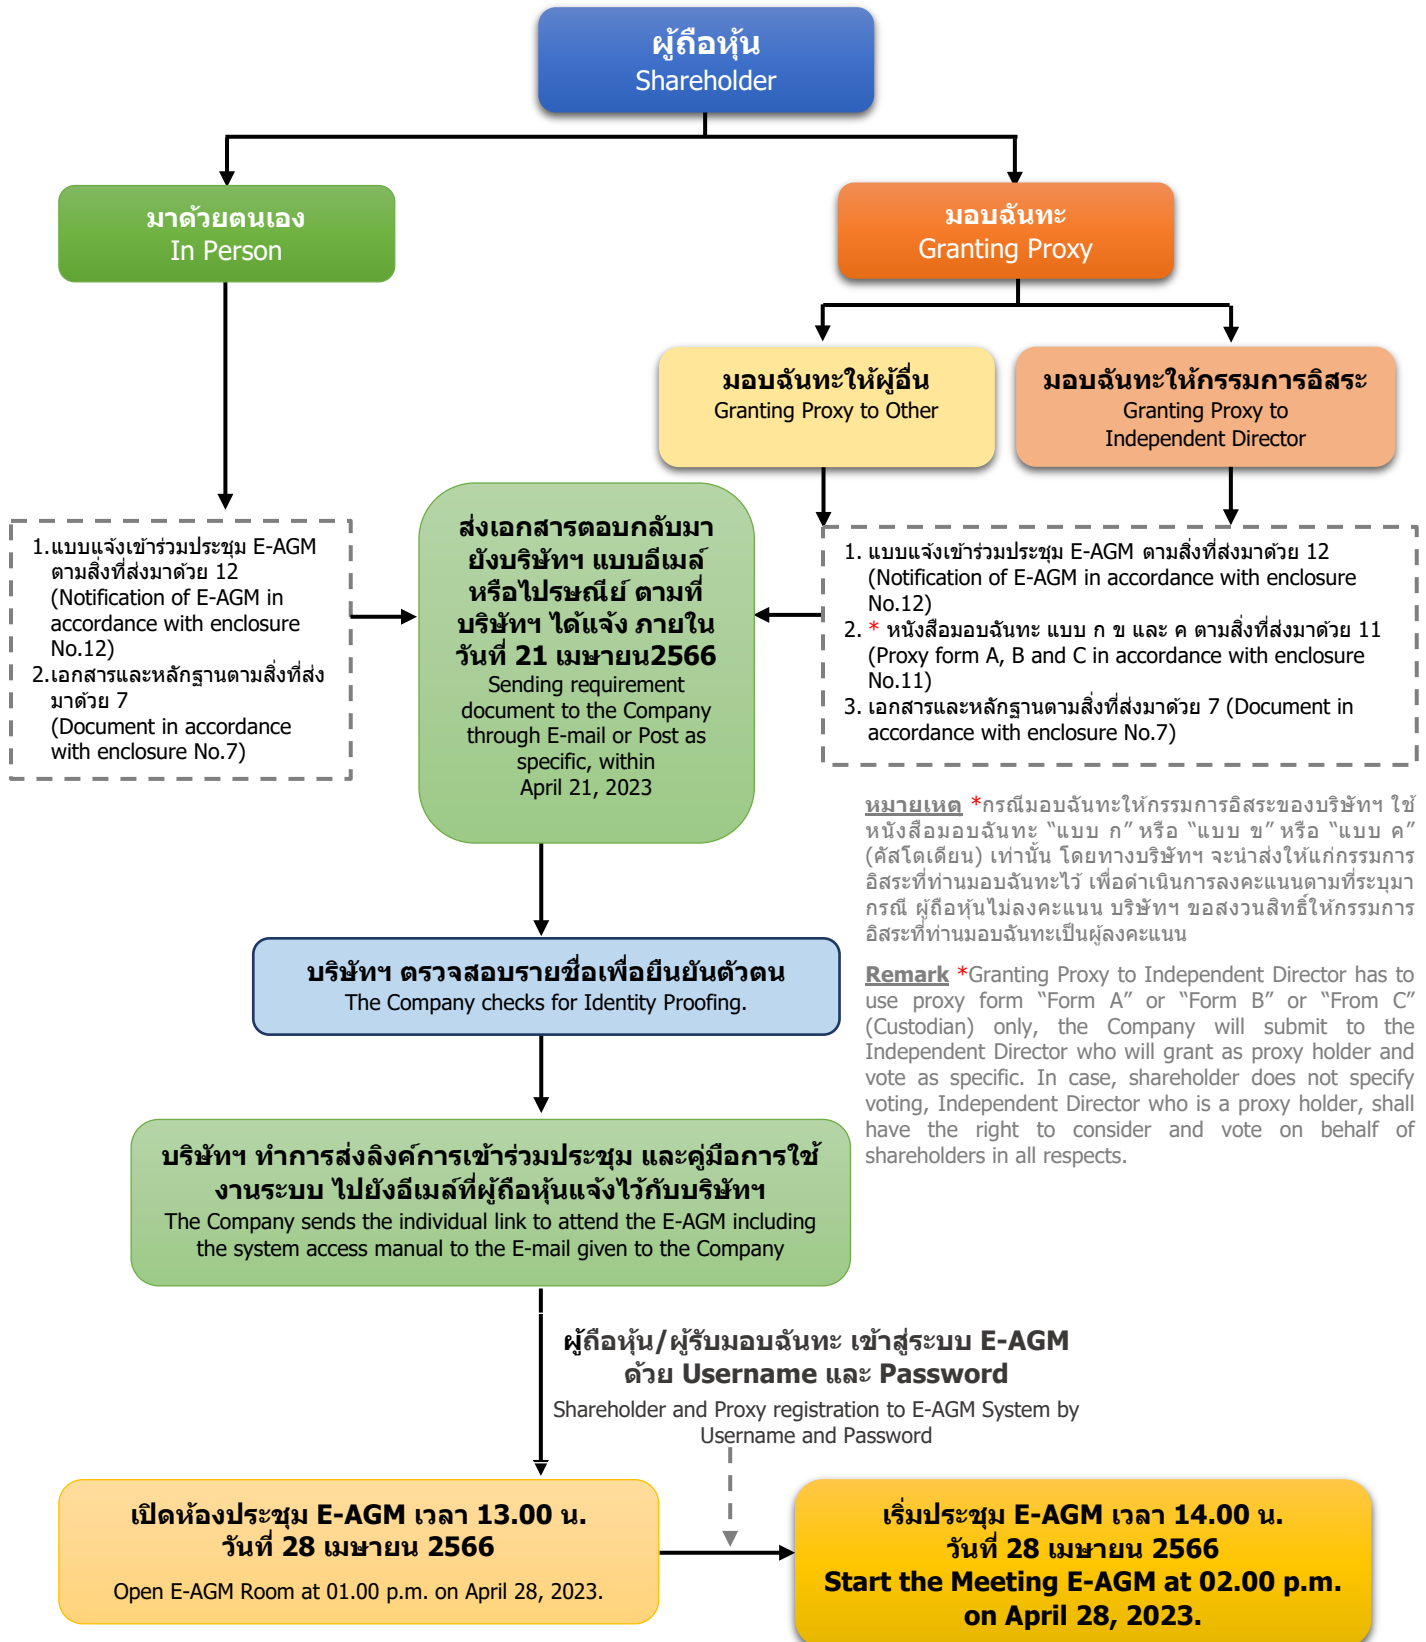 ผู้ถือหุ้น
Shareholder
มาด้วยตนเอง
In Person
มอบฉันทะ
Granting Proxy
มอบฉันทะให้ผู้อื่น
Granting Proxy to Other
มอบฉันทะให้กรรมการอิสระ
Granting Proxy to
Independent Director
1.แบบแจ้งเข้าร่วมประชุม E-AGM
ตามสิ่งที่ส่งมาด้วย 12
(Notification of E-AGM in
accordance with enclosure
No.12)
2.เอกสารและหลักฐานตามสิ่งที่ส่ง
มาด้วย 7
(Document in accordance
with enclosure No.7)
ส่งเอกสารตอบกลับมา
ยังบริษัทฯ แบบอีเมล์
หรือไปรษณีย์ ตามที่
บริษัทฯ ได้แจ้ง ภายใน
วันที่ 21 เมษายน2566
Sending requirement
document to the Company
through E-mail or Post as
specific, within
April 21, 2023
1. แบบแจ้งเข้าร่วมประชุม E-AGM ตามสิ่งที่ส่งมาด้วย 12
(Notification of E-AGM in accordance with enclosure
No.12)
2. * หนังสือมอบฉันทะ แบบ ก ข และ ค ตามสิ่งที่ส่งมาด้วย 11
(Proxy form A, B and C in accordance with enclosure
No.11)
3. เอกสารและหลักฐานตามสิ่งที่ส่งมาด้วย 7 (Document in
accordance with enclosure No.7)
หมายเหตุ *กรณีมอบฉันทะให้กรรมการอิสระของบริษัทฯ ใช้
หนังสือมอบฉันทะ “แบบ ก” หรือ “แบบ ข” หรือ “แบบ ค”
(คัสโตเดียน) เท่านั้น โดยทางบริษัทฯ จะนำส่งให้แก่กรรมการ
อิสระที่ท่านมอบฉันทะไว้ เพื่อดำเนินการลงคะแนนตามที่ระบุมา
กรณี ผู้ถือหุ้นไม่ลงคะแนน บริษัทฯ ขอสงวนสิทธิ์ให้กรรมการ
อิสระที่ท่านมอบฉันทะเป็นผู้ลงคะแนน
Remark *Granting Proxy to Independent Director has to
use proxy form “Form A” or “Form B” or “From C”
(Custodian) only, the Company will submit to the
Independent Director who will grant as proxy holder and
vote as specific. In case, shareholder does not specify
voting, Independent Director who is a proxy holder, shall
have the right to consider and vote on behalf of
shareholders in all respects.
บริษัทฯ ตรวจสอบรายชื่อเพื่อยืนยันตัวตน
The Company checks for Identity Proofing.
บริษัทฯ ทำการส่งลิงค์การเข้าร่วมประชุม และคู่มือการใช้
งานระบบ ไปยังอีเมล์ที่ผู้ถือหุ้นแจ้งไว้กับบริษัทฯ
The Company sends the individual link to attend the E-AGM including
the system access manual to the E-mail given to the Company
ผู้ถือหุ้น/ผู้รับมอบฉันทะ เข้าสู่ระบบ E-AGM
ด้วย Username และ Password
Shareholder and Proxy registration to E-AGM System by
Username and Password
เปิดห้องประชุม E-AGM เวลา 13.00 น.
วันที่ 28 เมษายน 2566
Open E-AGM Room at 01.00 p.m. on April 28, 2023.
เริ่มประชุม E-AGM เวลา 14.00 น.
วันที่ 28 เมษายน 2566
Start the Meeting E-AGM at 02.00 p.m.
on April 28, 2023.